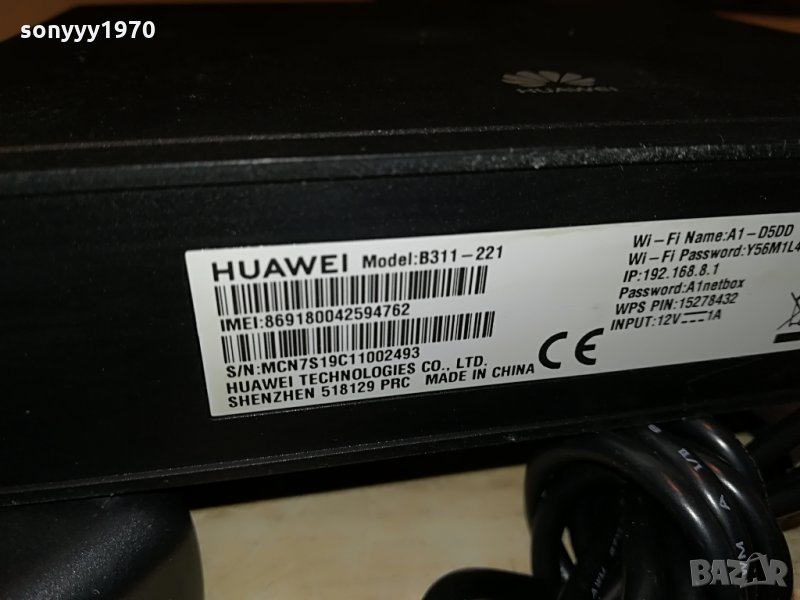 sonyyy1970
HUAWEI
HUAWEI Model:B311-221
IMEI:869180042594762
S/N:MCN7S19C11002493
HUAWEI TECHNOLOGIES CO., LTD.
SHENZHEN 518129 PRC MADE IN CHINA
CE
Wi-Fi Name:A1-D5DD
Wi-Fi Password:Y56M1L4
IP:192.168.8.1
Password:A1netbox
WPS PIN:15278432
INPUT:12V⎓1A
BAZAR